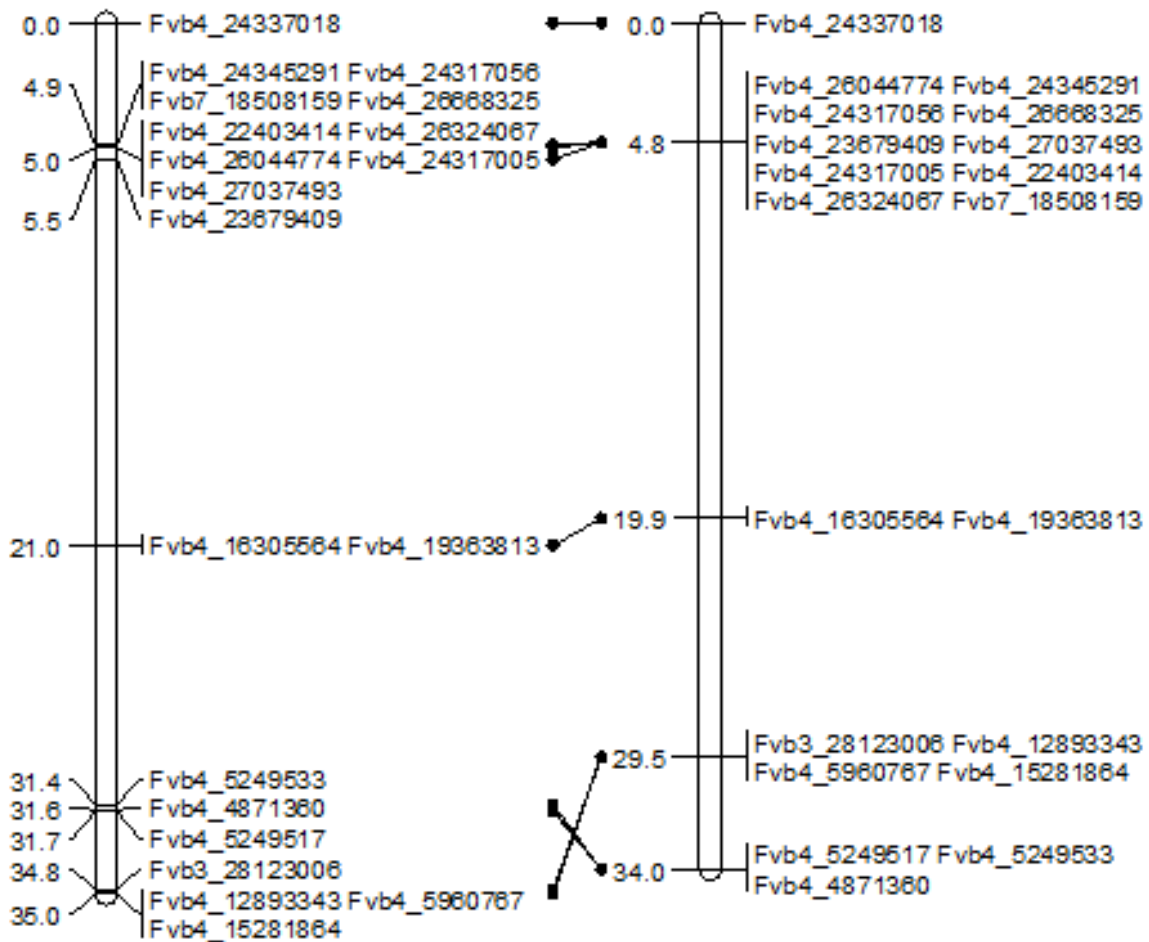 0.0 Fvb4_24337018
4.9 Fvb4_24345291 Fvb4_24317056
Fvb7_18508159 Fvb4_26668325
5.0 Fvb4_22403414 Fvb4_26324067
Fvb4_26044774 Fvb4_24317005
Fvb4_27037493
5.5 Fvb4_23679409
21.0 Fvb4_16305564 Fvb4_19363813
31.4 Fvb4_5249533
31.6 Fvb4_4871360
31.7 Fvb4_5249517
34.8 Fvb3_28123006
35.0 Fvb4_12893343 Fvb4_5960767
Fvb4_15281864
0.0 Fvb4_24337018
Fvb4_26044774 Fvb4_24345291
Fvb4_24317056 Fvb4_26668325
4.8 Fvb4_23679409 Fvb4_27037493
Fvb4_24317005 Fvb4_22403414
Fvb4_26324067 Fvb7_18508159
19.9 Fvb4_16305564 Fvb4_19363813
29.5 Fvb3_28123006 Fvb4_12893343
Fvb4_5960767 Fvb4_15281864
34.0 Fvb4_5249517 Fvb4_5249533
Fvb4_4871360